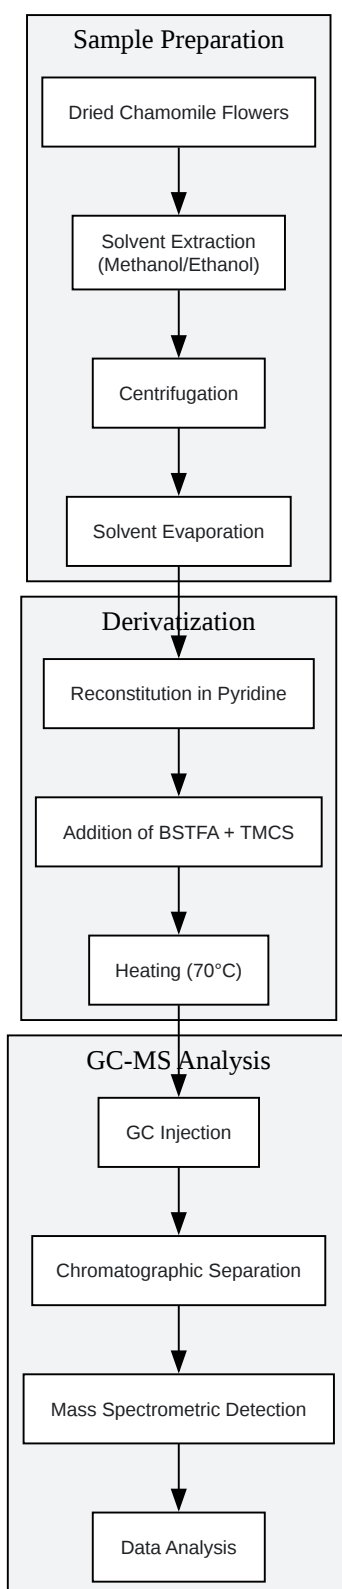 Sample Preparation
Dried Chamomile Flowers
Solvent Extraction
(Methanol/Ethanol)
Centrifugation
Solvent Evaporation
Derivatization
Reconstitution in Pyridine
Addition of BSTFA + TMCS
Heating (70°C)
GC-MS Analysis
GC Injection
Chromatographic Separation
Mass Spectrometric Detection
Data Analysis